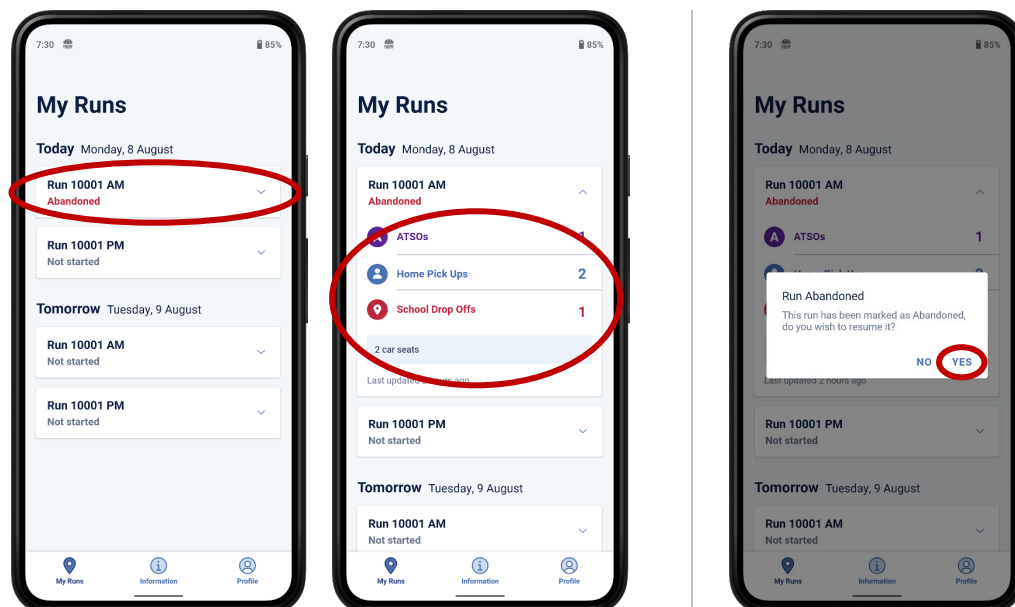 7:30 85%
My Runs
Today Monday, 8 August
Run 10001 AM
Abandoned
Run 10001 PM
Not started
Tomorrow Tuesday, 9 August
Run 10001 AM
Not started
Run 10001 PM
Not started
My Runs Information Profile
7:30 85%
My Runs
Today Monday, 8 August
Run 10001 AM
Abandoned
A ATSOs 1
Home Pick Ups 2
School Drop Offs 1
2 car seats
Last updated 2 hours ago
Run 10001 PM
Not started
Tomorrow Tuesday, 9 August
Run 10001 AM
Not started
My Runs Information Profile
7:30 85%
My Runs
Today Monday, 8 August
Run 10001 AM
Abandoned
A ATSOs 1
Run Abandoned
This run has been marked as Abandoned,
do you wish to resume it?
NO YES
Last updated 2 hours ago
Run 10001 PM
Not started
Tomorrow Tuesday, 9 August
Run 10001 AM
Not started
My Runs Information Profile